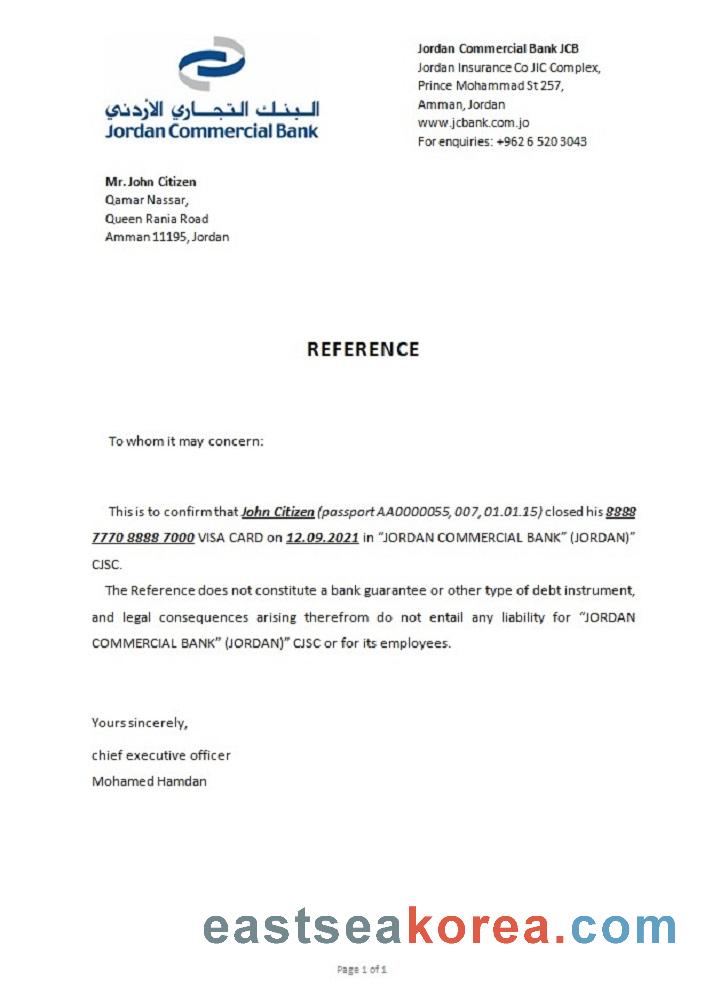 البنك التجاري الأردني
Jordan Commercial Bank
Jordan Commercial Bank JCB
Jordan Insurance Co JIC Complex,
Prince Mohammad St 257,
Amman, Jordan
www.jcbank.com.jo
For enquiries: +962 6 520 3043
Mr. John Citizen
Qamar Nassar,
Queen Rania Road
Amman 11195, Jordan
REFERENCE
To whom it may concern:
This is to confirm that John Citizen (passport AA0000055, 007, 01.01.15) closed his 8888
7770 8888 7000 VISA CARD on 12.09.2021 in “JORDAN COMMERCIAL BANK” (JORDAN)”
CJSC.
The Reference does not constitute a bank guarantee or other type of debt instrument,
and legal consequences arising therefrom do not entail any liability for “JORDAN
COMMERCIAL BANK” (JORDAN)” CJSC or for its employees.
Yours sincerely,
chief executive officer
Mohamed Hamdan
eastseakorea.com
Page 1 of 1